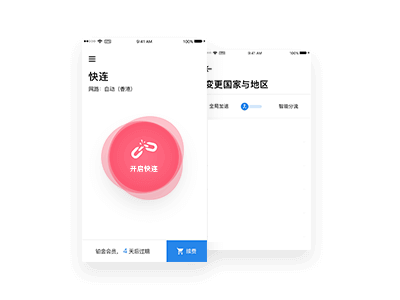 9:41 AM
100%
快连
网路：自动（香港）
开启快连
铂金会员， 4 天后过期
续费
9:41 AM
100%
变更国家与地区
全局加速
智能分流